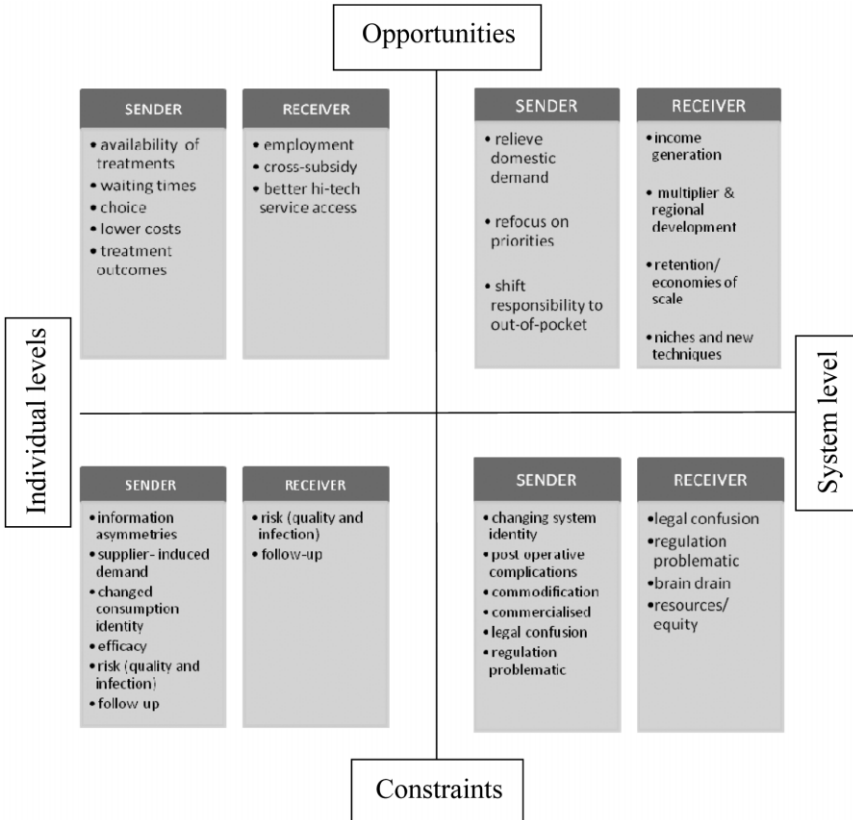 Opportunities
SENDER
• availability of
treatments
• waiting times
• choice
• lower costs
• treatment
outcomes
RECEIVER
• employment
• cross-subsidy
• better hi-tech
service access
SENDER
• relieve
domestic
demand
• refocus on
priorities
• shift
responsibility to
out-of-pocket
RECEIVER
• income
generation
• multiplier &
regional
development
• retention/
economies of
scale
• niches and new
techniques
Individual levels
System level
SENDER
• information
asymmetries
• supplier- induced
demand
• changed
consumption
identity
• efficacy
• risk (quality and
infection)
• follow up
RECEIVER
• risk (quality and
infection)
• follow-up
SENDER
• changing system
identity
• post operative
complications
• commodification
• commercialised
• legal confusion
• regulation
problematic
RECEIVER
• legal confusion
• regulation
problematic
• brain drain
• resources/
equity
Constraints